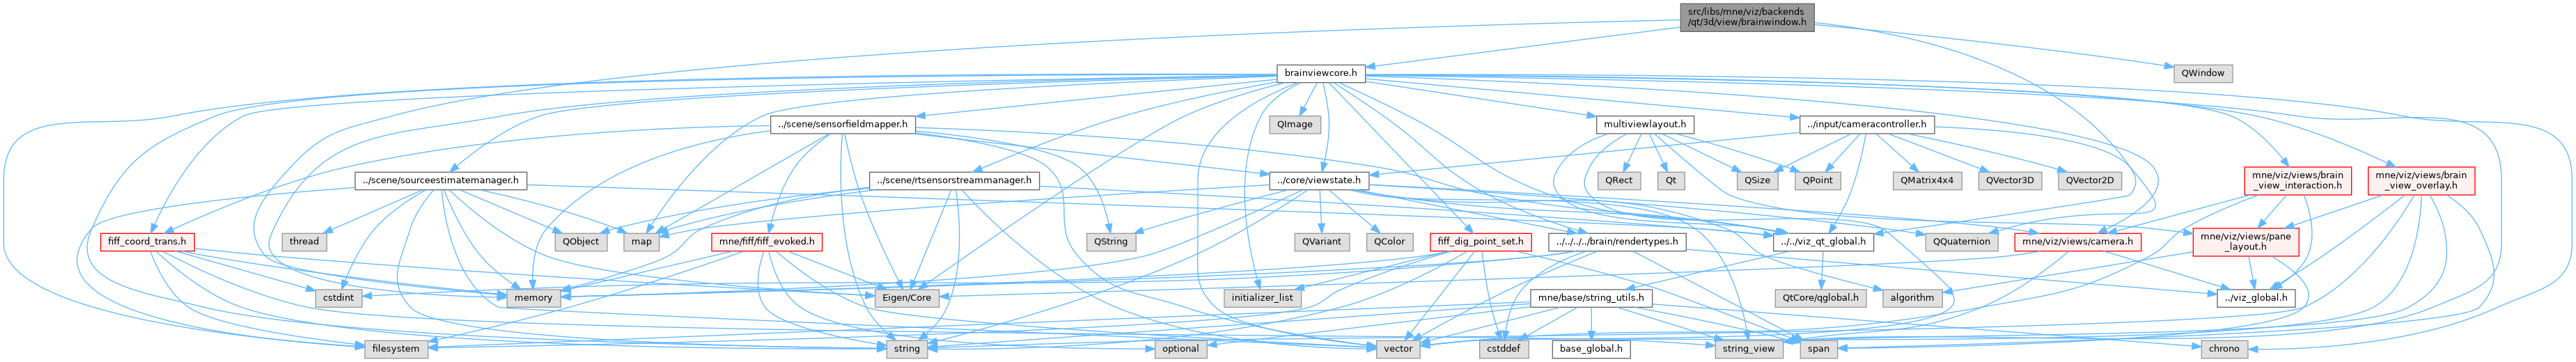 src/libs/mne/viz/backends
/qt/3d/view/brainwindow.h
brainviewcore.h
QWindow
../scene/sensorfieldmapper.h
QImage
multiviewlayout.h
../input/cameracontroller.h
../scene/sourceestimatemanager.h
../scene/rtsensorstreammanager.h
../core/viewstate.h
QRect
Qt
QSize
QPoint
QMatrix4x4
QVector3D
QVector2D
mne/viz/views/brain
_view_interaction.h
mne/viz/views/brain
_view_overlay.h
fiff_coord_trans.h
thread
QObject
map
mne/fiff/fiff_evoked.h
QString
QVariant
QColor
fiff_dig_point_set.h
../../../../brain/rendertypes.h
../../viz_qt_global.h
QQuaternion
mne/viz/views/camera.h
mne/viz/views/pane
_layout.h
cstdint
memory
Eigen/Core
initializer_list
mne/base/string_utils.h
QtCore/qglobal.h
algorithm
../viz_global.h
filesystem
string
optional
vector
cstddef
base_global.h
string_view
span
chrono